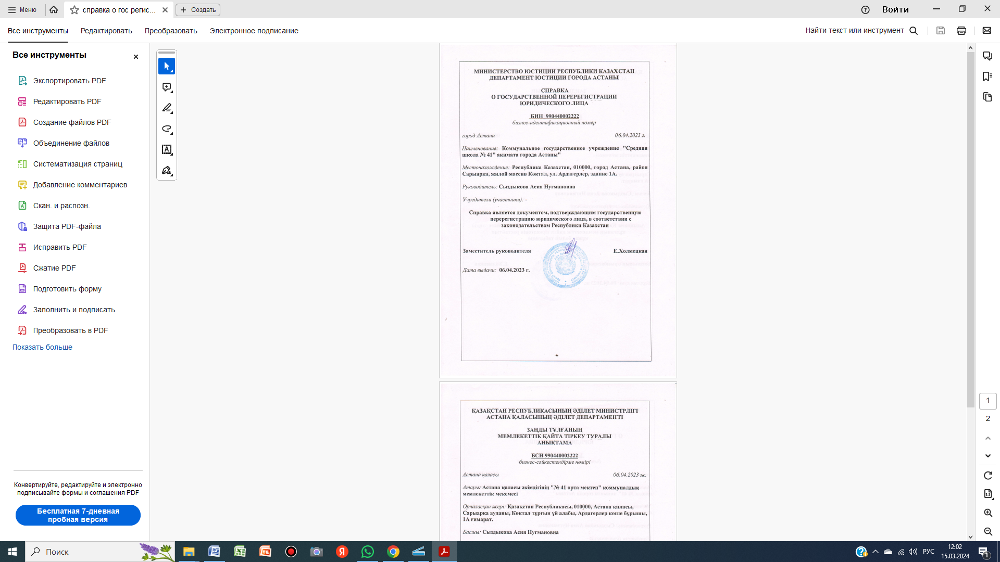 Меню
справка о гос регис...
Создать
Войти
Все инструменты
Редактировать
Преобразовать
Электронное подписание
Найти текст или инструмент
Все инструменты
Экспортировать PDF
Редактировать PDF
Создание файлов PDF
Объединение файлов
Систематизация страниц
Добавление комментариев
Скан. и распозн.
Защита PDF-файла
Исправить PDF
Сжатие PDF
Подготовить форму
Заполнить и подписать
Преобразовать в PDF
Показать больше
Конвертируйте, редактируйте и электронно
подписывайте формы и соглашения PDF
Бесплатная 7-дневная
пробная версия
МИНИСТЕРСТВО ЮСТИЦИИ РЕСПУБЛИКИ КАЗАХСТАН
ДЕПАРТАМЕНТ ЮСТИЦИИ ГОРОДА АСТАНЫ
СПРАВКА
О ГОСУДАРСТВЕННОЙ ПЕРЕРЕГИСТРАЦИИ
ЮРИДИЧЕСКОГО ЛИЦА
БИН 990440002222
бизнес-идентификационный номер
город Астана 06.04.2023 г.
Наименование: Коммунальное государственное учреждение "Средняя
школа № 41" акимата города Астаны"
Местонахождение: Республика Казахстан, 010000, город Астана, район
Сарыарка, жилой массив Коктал, ул. Ардагерлер, здание 1А.
Руководитель: Сыздыкова Асия Нугмановна
Учредители (участники): -
Справка является документом, подтверждающим государственную
перерегистрацию юридического лица, в соответствии с
законодательством Республики Казахстан
Заместитель руководителя Е.Холмецкая
Дата выдачи: 06.04.2023 г.
ҚАЗАҚСТАН РЕСПУБЛИКАСЫНЫҢ ӘДІЛЕТ МИНИСТРЛІГІ
АСТАНА ҚАЛАСЫНЫҢ ӘДІЛЕТ ДЕПАРТАМЕНТІ
ЗАҢДЫ ТҰЛҒАНЫҢ
МЕМЛЕКЕТТІК ҚАЙТА ТІРКЕУ ТУРАЛЫ
АНЫҚТАМА
БСН 990440002222
бизнес-сәйкестендірме нөмірі
Астана қаласы 06.04.2023 ж.
Атауы: Астана қаласы әкімдігінің "№ 41 орта мектеп" коммуналдық
мемлекеттік мекемесі
Орналасқан жері: Қазақстан Республикасы, 010000, Астана қаласы,
Сарыарқа ауданы, Көктал тұрғын үй алабы, Ардагерлер көше бұрышы,
1А ғимарат.
Басшы: Сыздыкова Асия Нугмановна
1
2
Поиск
РУС
12:02
15.03.2024
1